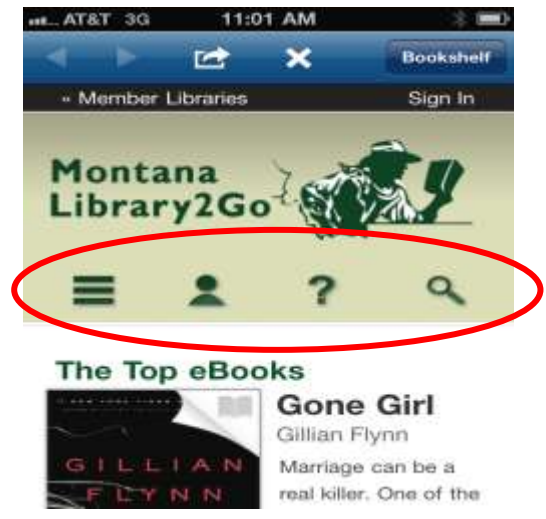 AT&T 3G 11:01 AM
Bookshelf
« Member Libraries Sign In
Montana
Library2Go
?
The Top eBooks
Gone Girl
Gillian Flynn
Marriage can be a
real killer. One of the
GILLIAN
FLYNN